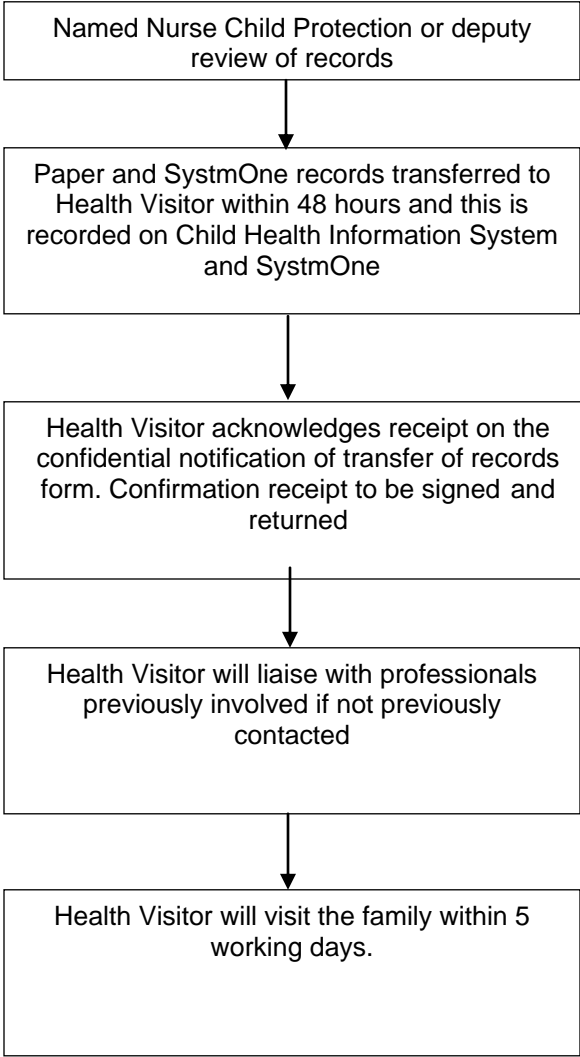 Named Nurse Child Protection or deputy
review of records
Paper and SystmOne records transferred to
Health Visitor within 48 hours and this is
recorded on Child Health Information System
and SystmOne
Health Visitor acknowledges receipt on the
confidential notification of transfer of records
form. Confirmation receipt to be signed and
returned
Health Visitor will liaise with professionals
previously involved if not previously
contacted
Health Visitor will visit the family within 5
working days.